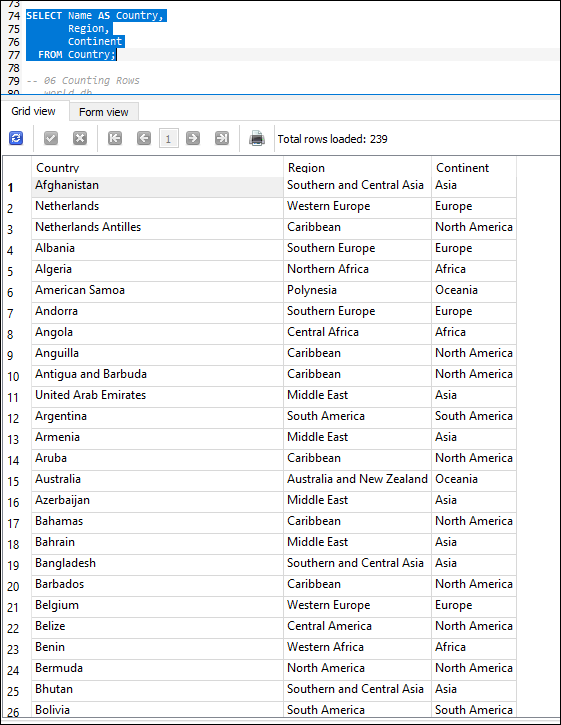 73
74 SELECT Name AS Country,
75 Region,
76 Continent
77 FROM Country;
78
79 -- 06 Counting Rows
80 -- world.db
Grid view Form view
1 Total rows loaded: 239
Country Region Continent
1 Afghanistan Southern and Central Asia Asia
2 Netherlands Western Europe Europe
3 Netherlands Antilles Caribbean North America
4 Albania Southern Europe Europe
5 Algeria Northern Africa Africa
6 American Samoa Polynesia Oceania
7 Andorra Southern Europe Europe
8 Angola Central Africa Africa
9 Anguilla Caribbean North America
10 Antigua and Barbuda Caribbean North America
11 United Arab Emirates Middle East Asia
12 Argentina South America South America
13 Armenia Middle East Asia
14 Aruba Caribbean North America
15 Australia Australia and New Zealand Oceania
16 Azerbaijan Middle East Asia
17 Bahamas Caribbean North America
18 Bahrain Middle East Asia
19 Bangladesh Southern and Central Asia Asia
20 Barbados Caribbean North America
21 Belgium Western Europe Europe
22 Belize Central America North America
23 Benin Western Africa Africa
24 Bermuda North America North America
25 Bhutan Southern and Central Asia Asia
26 Bolivia South America South America